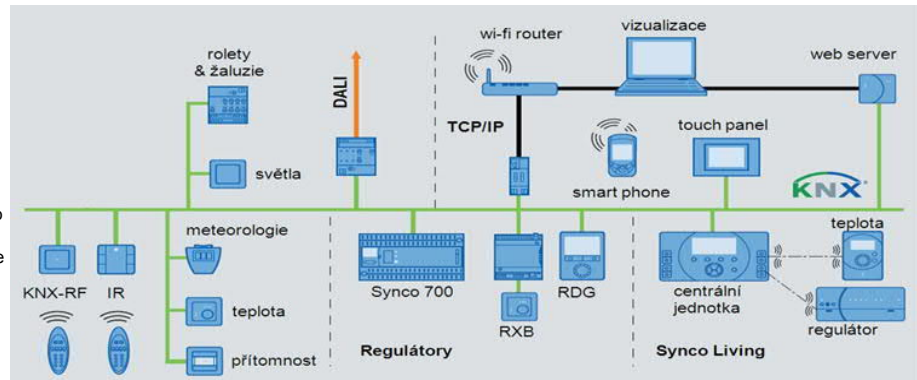 rolety
& žaluzie
DALI
wi-fi router
vizualizace
web server
TCP/IP
světla
smart phone
touch panel
KNX
meteorologie
teplota
KNX-RF
IR
Synco 700
RDG
centrální
jednotka
teplota
RXB
regulátor
přítomnost
Regulátory
Synco Living